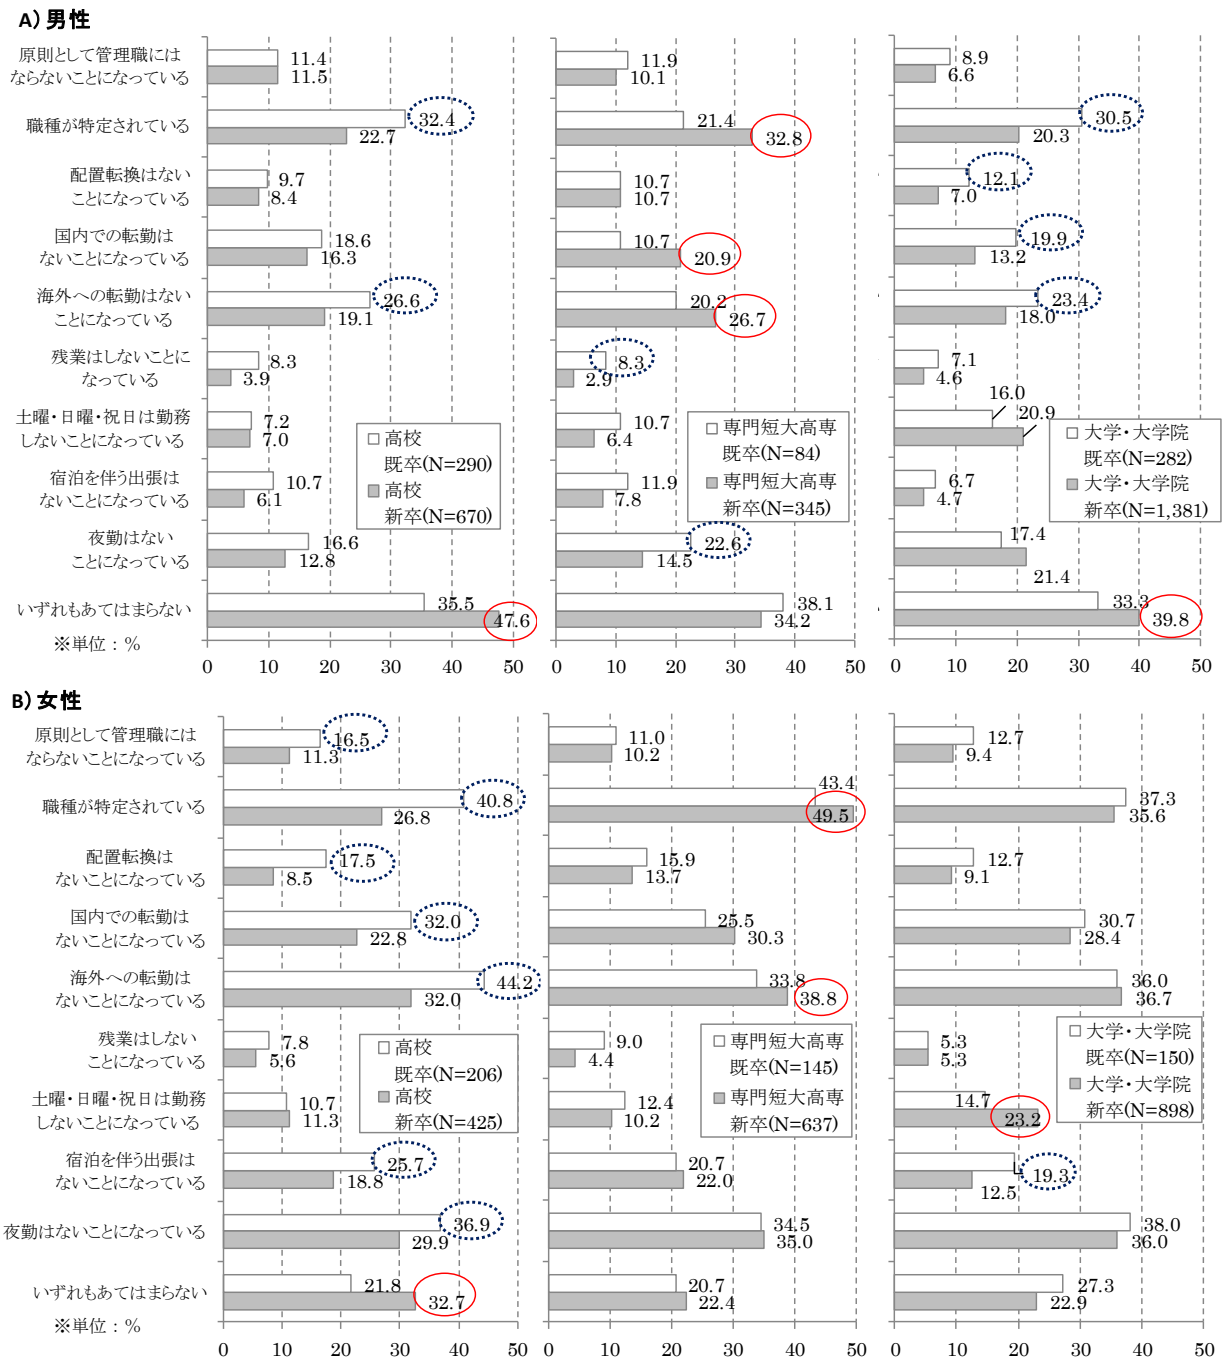 A)男性
原則として管理職には
ならないことになっている
11.4
11.5
11.9
10.1
8.9
6.6
職種が特定されている
32.4
22.7
21.4
32.8
30.5
20.3
配置転換はない
ことになっている
9.7
8.4
10.7
10.7
12.1
7.0
国内での転勤は
ないことになっている
18.6
16.3
10.7
20.9
19.9
13.2
海外への転勤はない
ことになっている
26.6
19.1
20.2
26.7
23.4
18.0
残業はしないことに
なっている
8.3
3.9
8.3
2.9
7.1
4.6
土曜・日曜・祝日は勤務
しないことになっている
7.2
7.0
10.7
6.4
16.0
20.9
宿泊を伴う出張は
ないことになっている
10.7
6.1
11.9
7.8
6.7
4.7
夜勤はない
ことになっている
16.6
12.8
22.6
14.5
17.4
21.4
いずれもあてはまらない
35.5
47.6
38.1
34.2
33.3
39.8
高校
既卒(N=290)
高校
新卒(N=670)
専門短大高専
既卒(N=84)
専門短大高専
新卒(N=345)
大学・大学院
既卒(N=282)
大学・大学院
新卒(N=1,381)
※単位：%
0 10 20 30 40 50
0 10 20 30 40 50
0 10 20 30 40 50
B)女性
原則として管理職には
ならないことになっている
16.5
11.3
11.0
10.2
12.7
9.4
職種が特定されている
40.8
26.8
43.4
49.5
37.3
35.6
配置転換は
ないことになっている
17.5
8.5
15.9
13.7
12.7
9.1
国内での転勤は
ないことになっている
32.0
22.8
25.5
30.3
30.7
28.4
海外への転勤は
ないことになっている
44.2
32.0
33.8
38.8
36.0
36.7
残業はしない
ことになっている
7.8
5.6
9.0
4.4
5.3
5.3
土曜・日曜・祝日は勤務
しないことになっている
10.7
11.3
12.4
10.2
14.7
23.2
宿泊を伴う出張は
ないことになっている
25.7
18.8
20.7
22.0
19.3
12.5
夜勤はないことになっている
36.9
29.9
34.5
35.0
38.0
36.0
いずれもあてはまらない
21.8
32.7
20.7
22.4
27.3
22.9
高校
既卒(N=206)
高校
新卒(N=425)
専門短大高専
既卒(N=145)
専門短大高専
新卒(N=637)
大学・大学院
既卒(N=150)
大学・大学院
新卒(N=898)
※単位：%
0 10 20 30 40 50
0 10 20 30 40 50
0 10 20 30 40 50